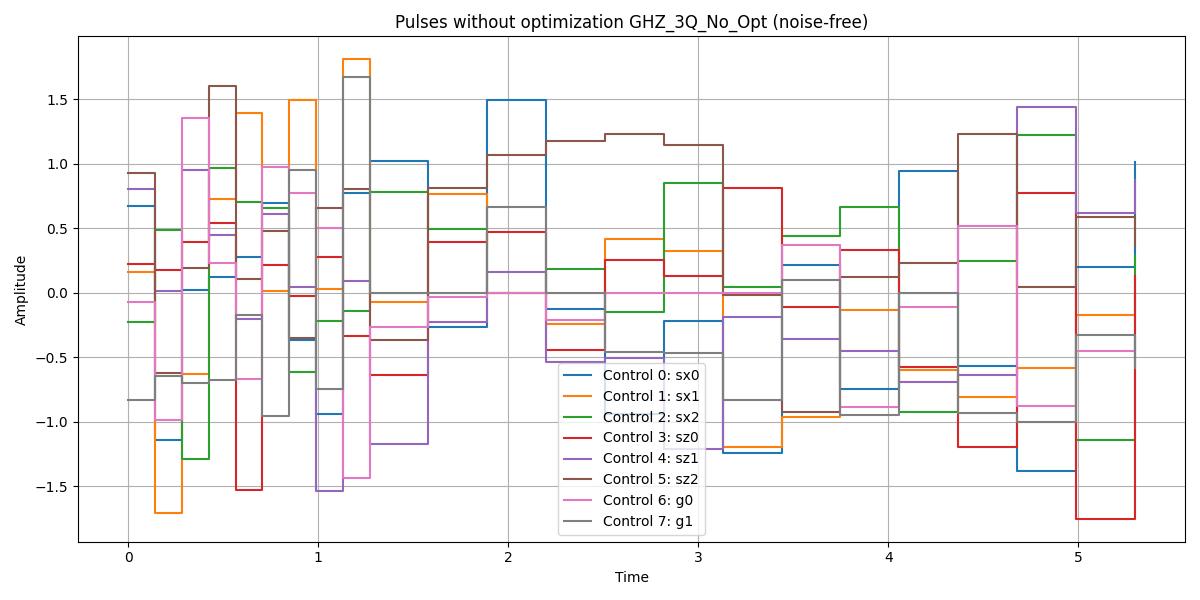 Pulses without optimization GHZ_3Q_No_Opt (noise-free)
Amplitude
1.5
1.0
0.5
0.0
−0.5
−1.0
−1.5
Control 0: sx0
Control 1: sx1
Control 2: sx2
Control 3: sz0
Control 4: sz1
Control 5: sz2
Control 6: g0
Control 7: g1
0 1 2 3 4 5
Time